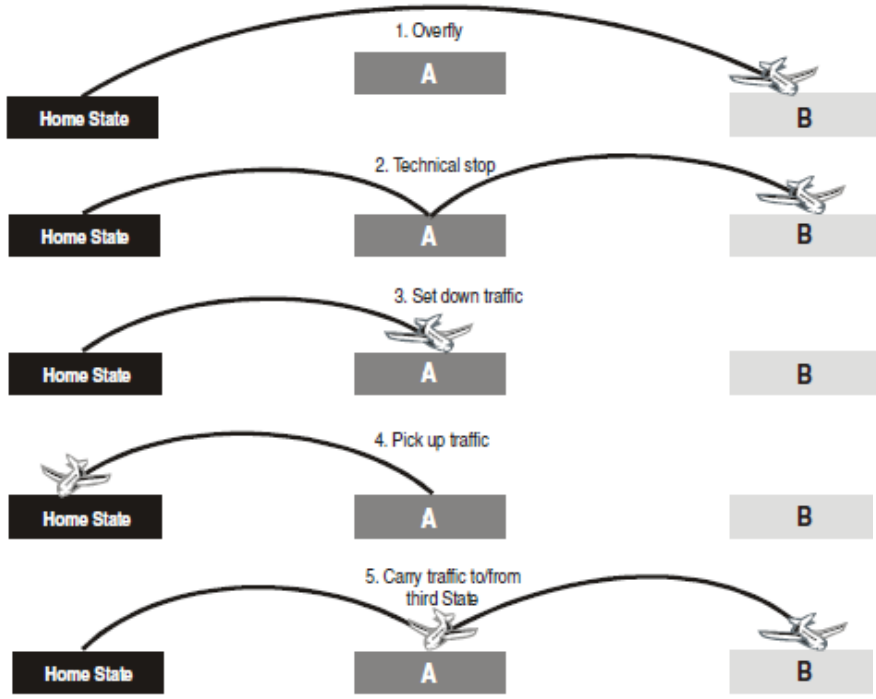 1. Overfly
A
Home State
B
2. Technical stop
Home State
A
B
3. Set down traffic
Home State
A
B
4. Pick up traffic
Home State
A
B
5. Carry traffic to/from
third State
Home State
A
B